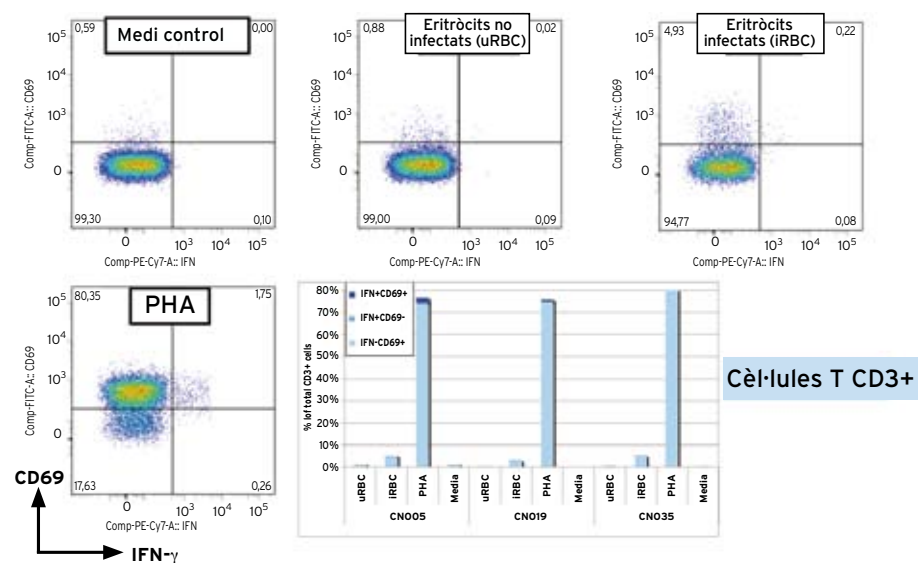 0,59
Medi control
0,00
10⁵
10⁴
10³
0
Comp-FITC-A:: CD69
99,30
0,10
0
10³
10⁴
10⁵
Comp-PE-Cy7-A:: IFN
0,88
Eritròcits no
infectats (uRBC)
0,02
10⁵
10⁴
10³
0
Comp-FITC-A:: CD69
99,00
0,09
0
10³
10⁴
10⁵
Comp-PE-Cy7-A:: IFN
4,93
Eritròcits
infectats (iRBC)
0,22
10⁵
10⁴
10³
0
Comp-FITC-A:: CD69
94,77
0,08
0
10³
10⁴
10⁵
Comp-PE-Cy7-A:: IFN
80,35
PHA
1,75
10⁵
10⁴
10³
0
Comp-FITC-A:: CD69
17,63
0,26
0
10³
10⁴
10⁵
Comp-PE-Cy7-A:: IFN
CD69
IFN-γ
80%
70%
60%
50%
40%
30%
20%
10%
0%
% lof total CD3+ cells
IFN+CD69+
IFN+CD69-
IFN-CD69+
uRBC
iRBC
PHA
Media
uRBC
iRBC
PHA
Media
uRBC
iRBC
PHA
Media
CN005
CN019
CN035
Cèl·lules T CD3+